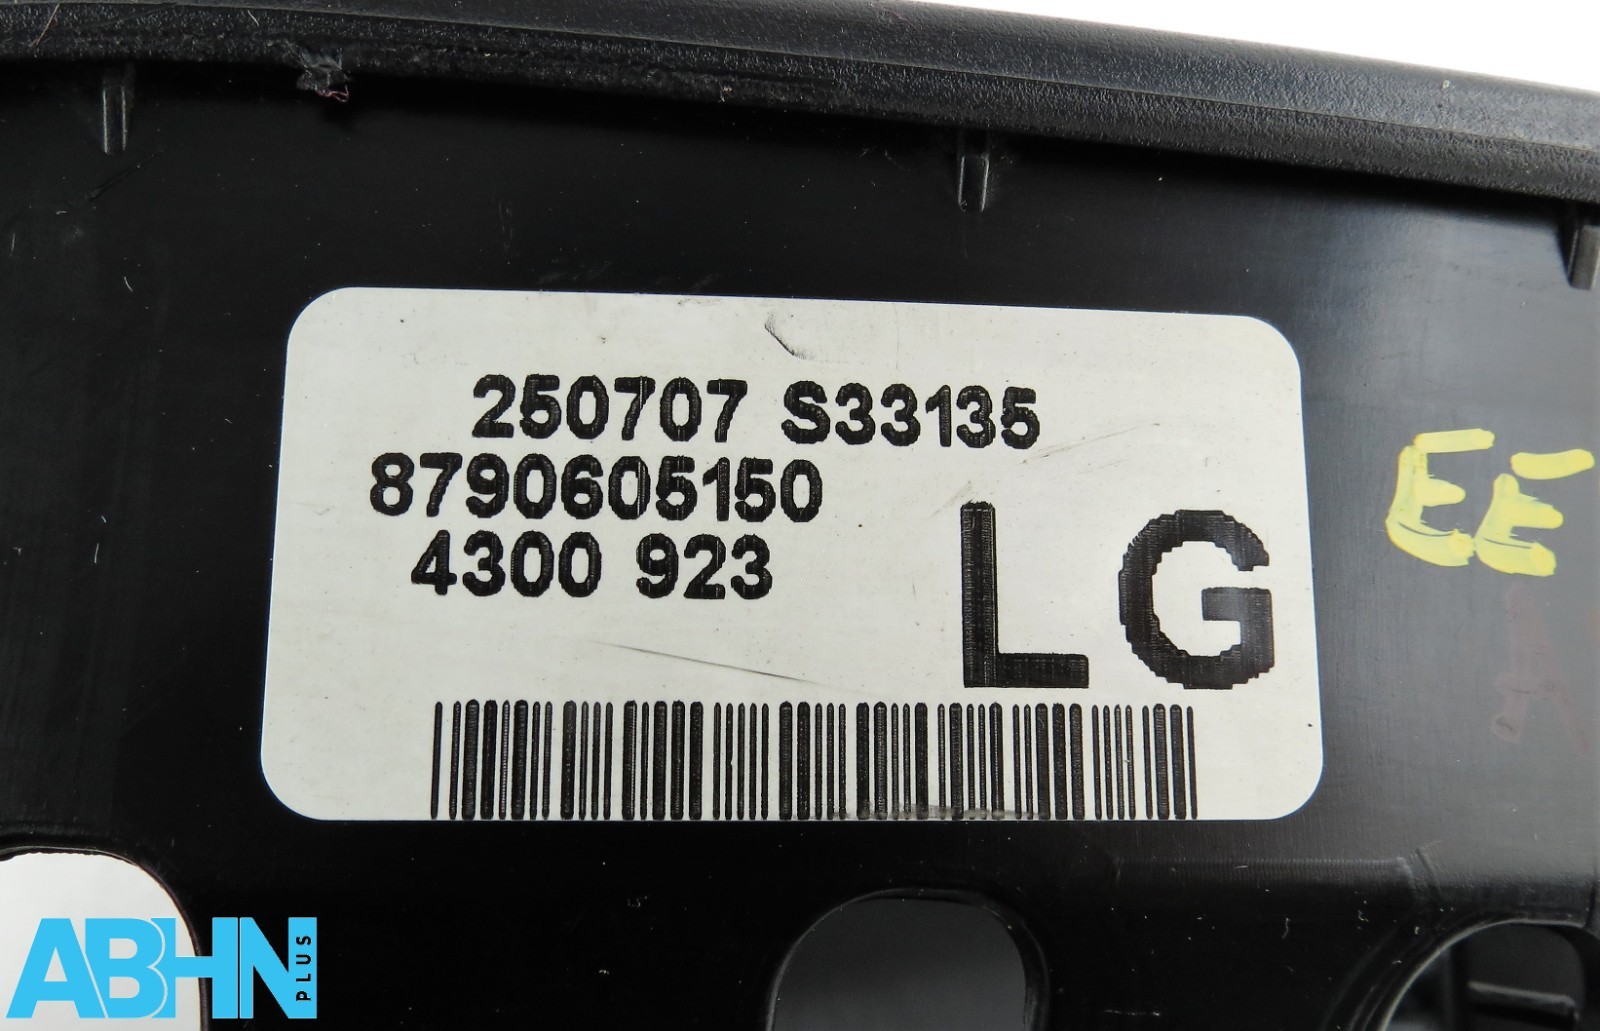 250707 S33135
8790605150
4300 923
LG
EE
ABHN
PLUS